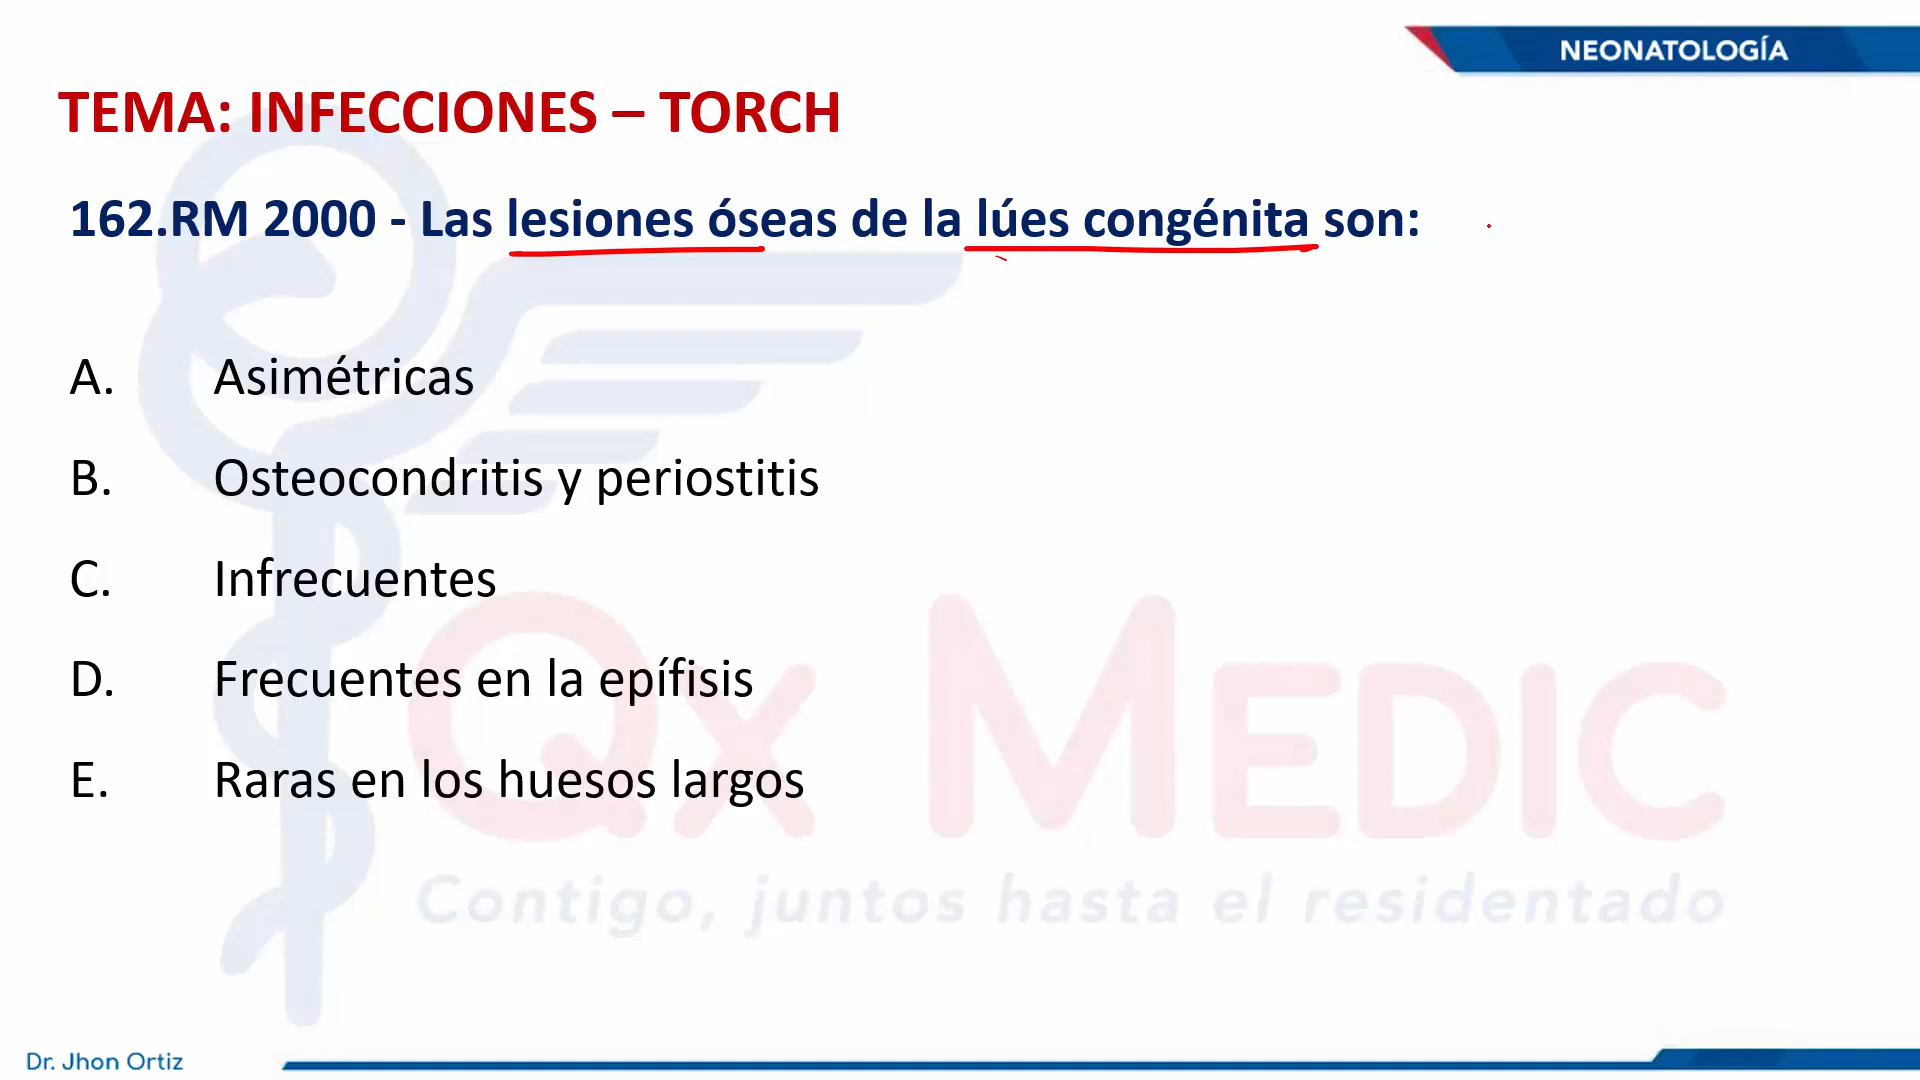 NEONATOLOGÍA
TEMA: INFECCIONES – TORCH
162.RM 2000 - Las lesiones óseas de la lúes congénita son:
A. Asimétricas
B. Osteocondritis y periostitis
C. Infrecuentes
D. Frecuentes en la epífisis
E. Raras en los huesos largos
Qx MEDIC
Contigo, juntos hasta el residentado
Dr. Jhon Ortiz